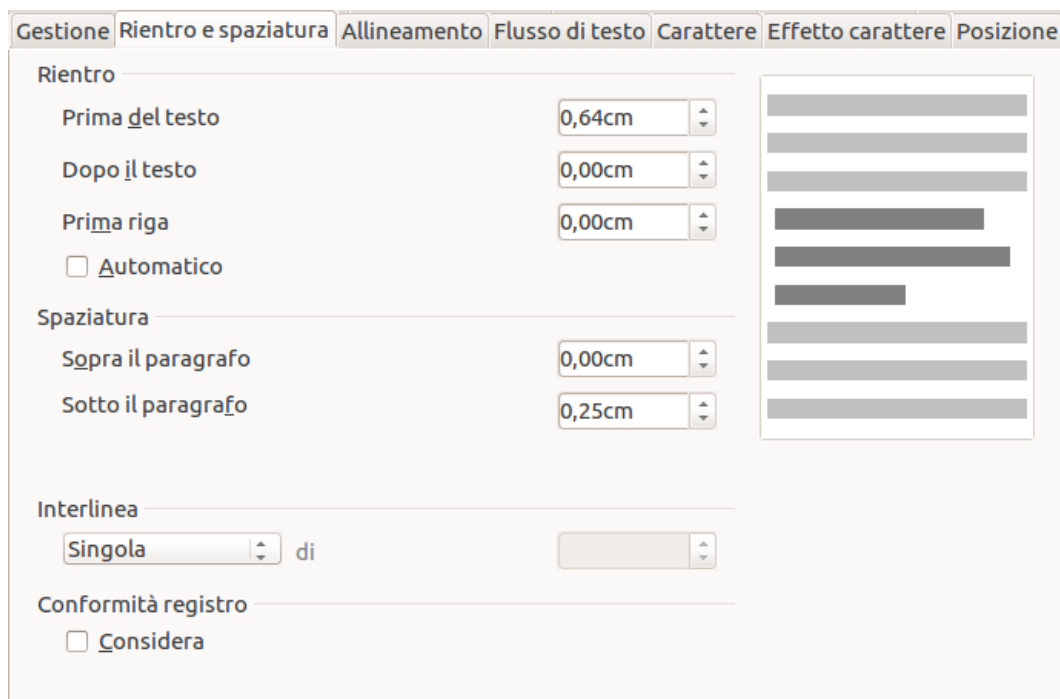 Gestione Rientro e spaziatura Allineamento Flusso di testo Carattere Effetto carattere Posizione
Rientro
Prima del testo 0,64cm
Dopo il testo 0,00cm
Prima riga 0,00cm
Automatico
Spaziatura
Sopra il paragrafo 0,00cm
Sotto il paragrafo 0,25cm
Interlinea
Singola di
Conformità registro
Considera